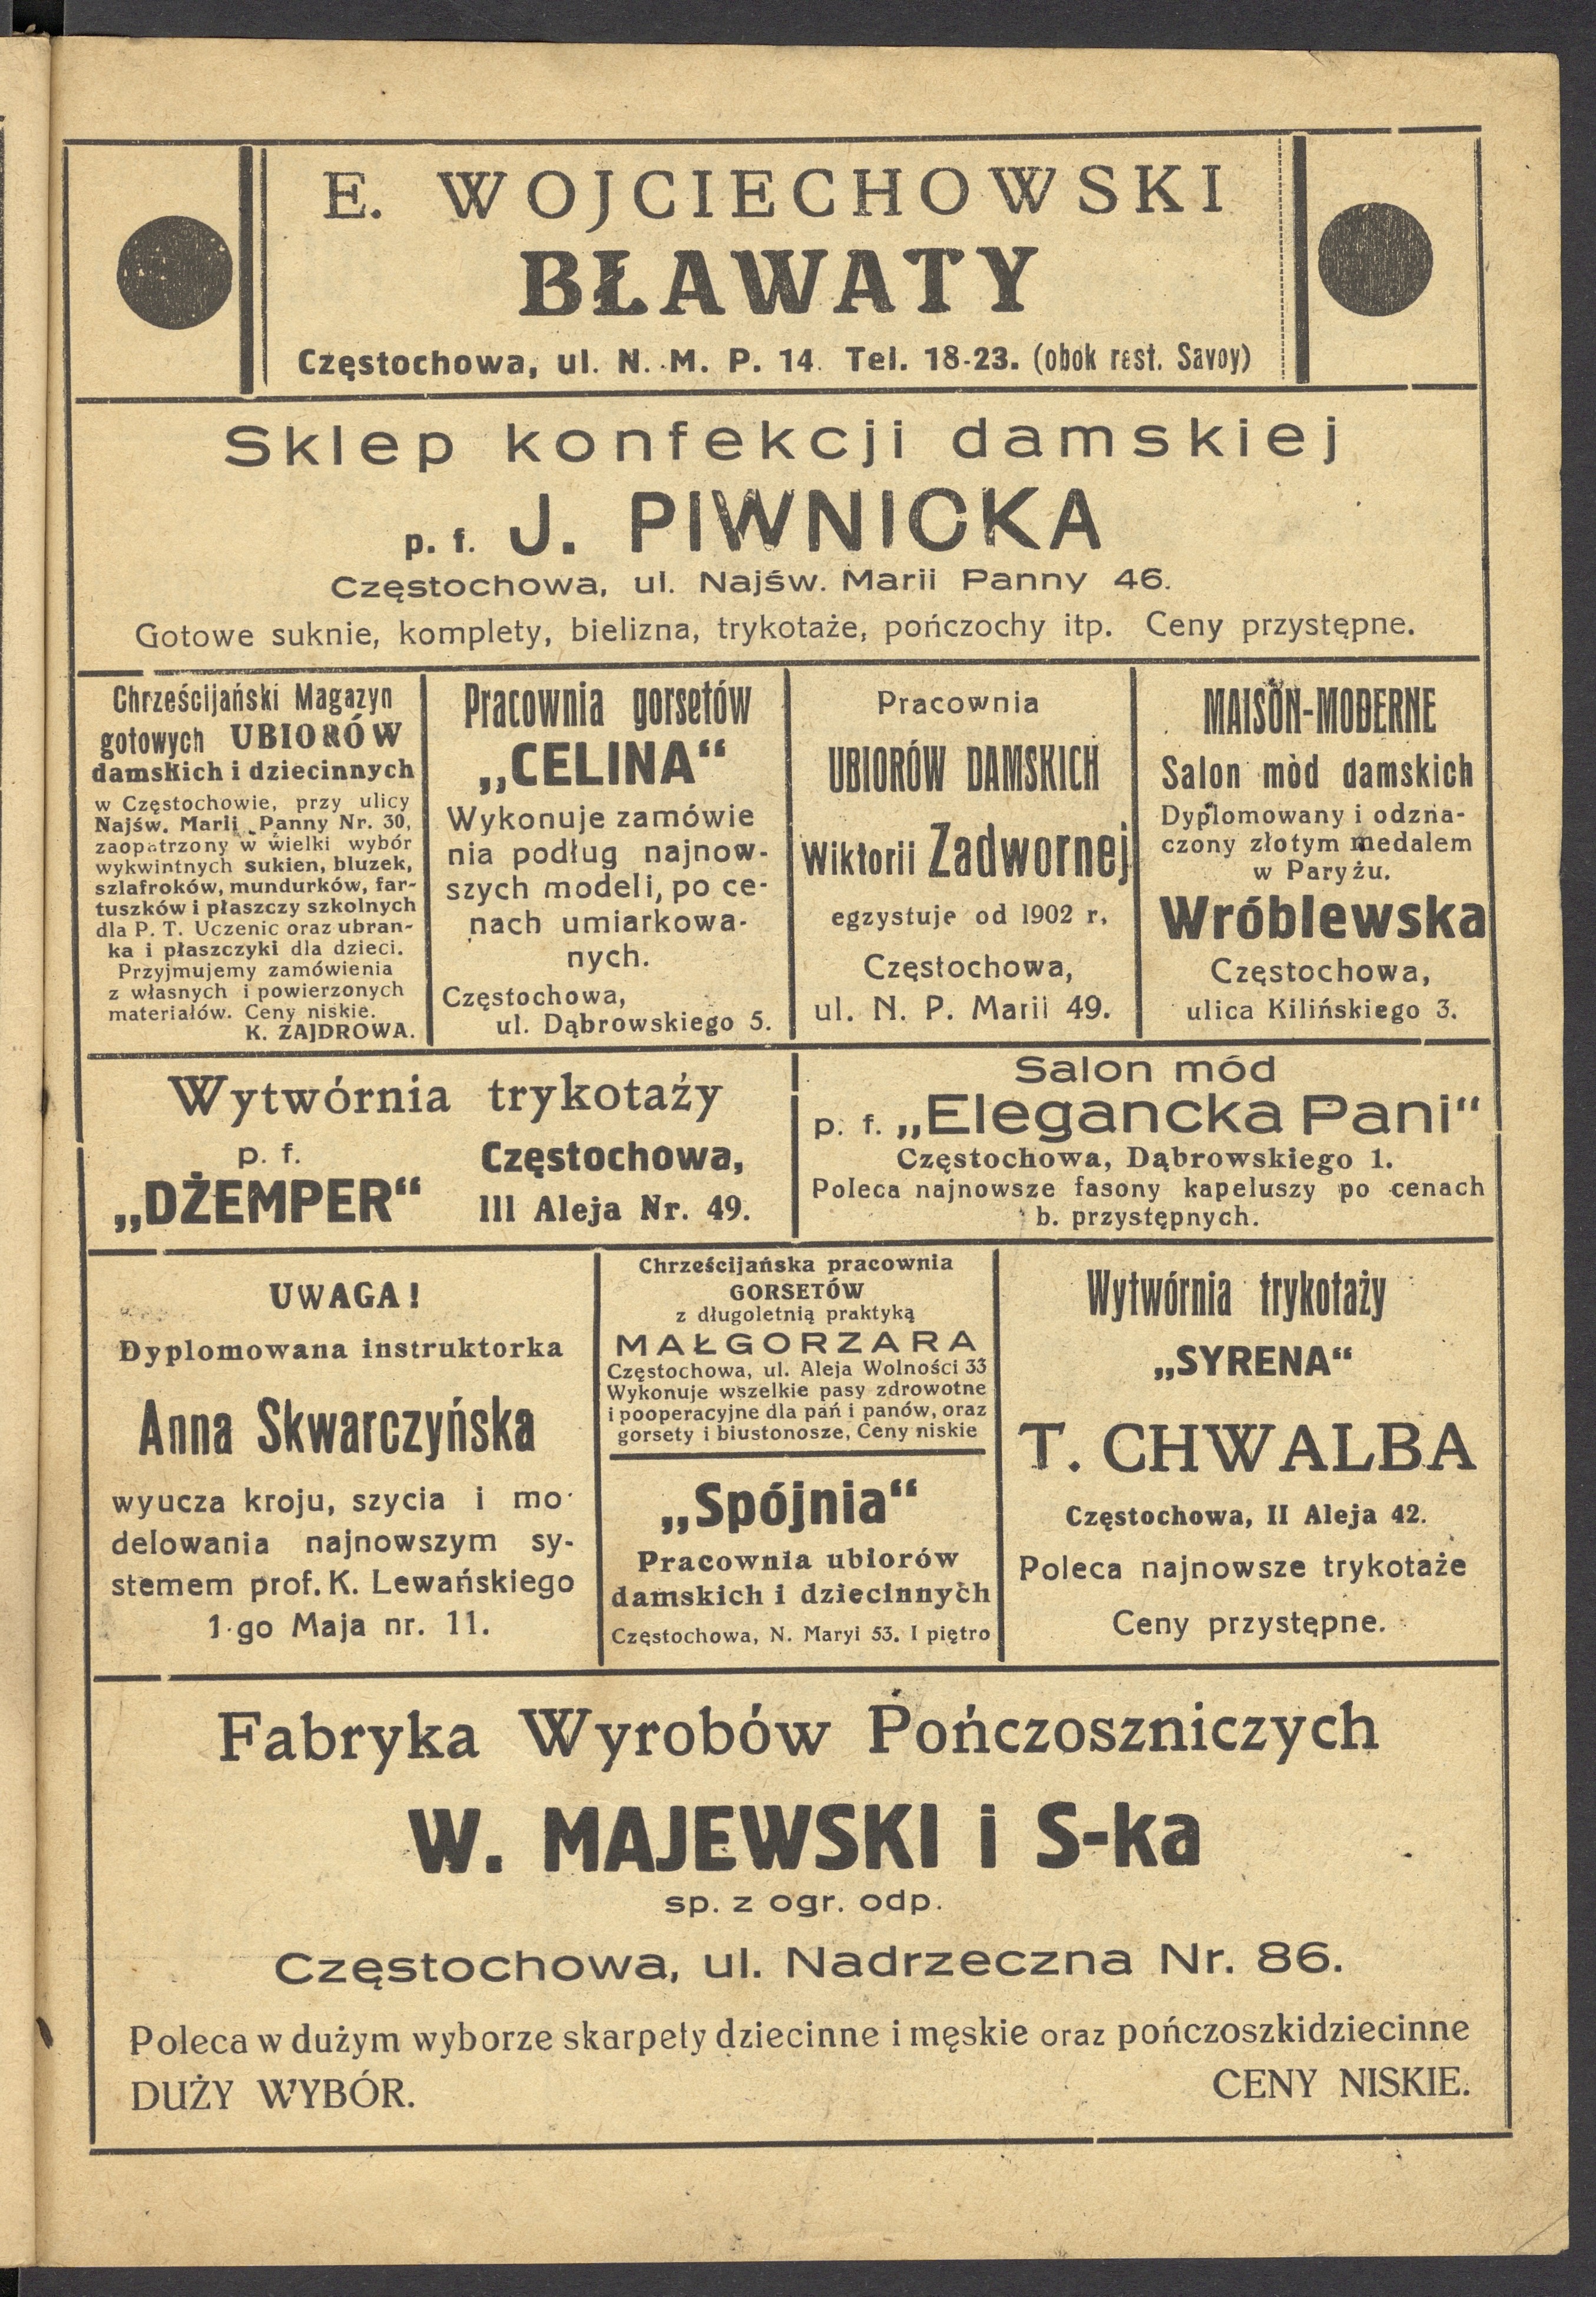 E. WOJCIECHOWSKI
BŁAWATY
Częstochowa, ul. N. M. P. 14. Tel. 18-23. (obok rest. Savoy)
Sklep konfekcji damskiej
p. f. J. PIWNICKA
Częstochowa, ul. Najśw. Marii Panny 46.
Gotowe suknie, komplety, bielizna, trykotaże, pończochy itp. Ceny przystępne.
Chrześcijański Magazyn
gotowych UBIORÓW
damskich i dziecinnych
w Częstochowie, przy ulicy
Najśw. Marii Panny Nr. 30,
zaopatrzony w wielki wybór
wykwintnych sukien, bluzek,
szlafroków, mundurków, far-
tuszków i płaszczy szkolnych
dla P. T. Uczenic oraz ubran-
ka i płaszczyki dla dzieci.
Przyjmujemy zamówienia
z własnych i powierzonych
materiałów. Ceny niskie.
K. ZAJDROWA.
Pracownia gorsetów
„CELINA“
Wykonuje zamówie
nia podług najnow-
szych modeli, po ce-
nach umiarkowa-
nych.
Częstochowa,
ul. Dąbrowskiego 5.
Pracownia
UBIORÓW DAMSKICH
Wiktorii Zadwornej
egzystuje od 1902 r.
Częstochowa,
ul. N. P. Marii 49.
MAISON-MODERNE
Salon mód damskich
Dyplomowany i odzna-
czony złotym medalem
w Paryżu.
Wróblewska
Częstochowa,
ulica Kilińskiego 3.
Wytwórnia trykotaży
p. f.
„DŻEMPER“
Częstochowa,
III Aleja Nr. 49.
Salon mód
p. f. „Elegancka Pani“
Częstochowa, Dąbrowskiego 1.
Poleca najnowsze fasony kapeluszy po cenach
b. przystępnych.
UWAGA!
Dyplomowana instruktorka
Anna Skwarczyńska
wyucza kroju, szycia i mo-
delowania najnowszym sy-
stemem prof. K. Lewańskiego
1-go Maja nr. 11.
Chrześcijańska pracownia
GORSETÓW
z długoletnią praktyką
MAŁGORZARA
Częstochowa, ul. Aleja Wolności 33
Wykonuje wszelkie pasy zdrowotne
i pooperacyjne dla pań i panów, oraz
gorsety i biustonosze, Ceny niskie
„Spójnia“
Pracownia ubiorów
damskich i dziecinnych
Częstochowa, N. Maryi 53. I piętro
Wytwórnia trykotaży
„SYRENA“
T. CHWALBA
Częstochowa, II Aleja 42.
Poleca najnowsze trykotaże
Ceny przystępne.
Fabryka Wyrobów Pończoszniczych
W. MAJEWSKI i S-ka
sp. z ogr. odp.
Częstochowa, ul. Nadrzeczna Nr. 86.
Poleca w dużym wyborze skarpety dziecinne i męskie oraz pończoszkidziecinne
DUŻY WYBÓR. CENY NISKIE.